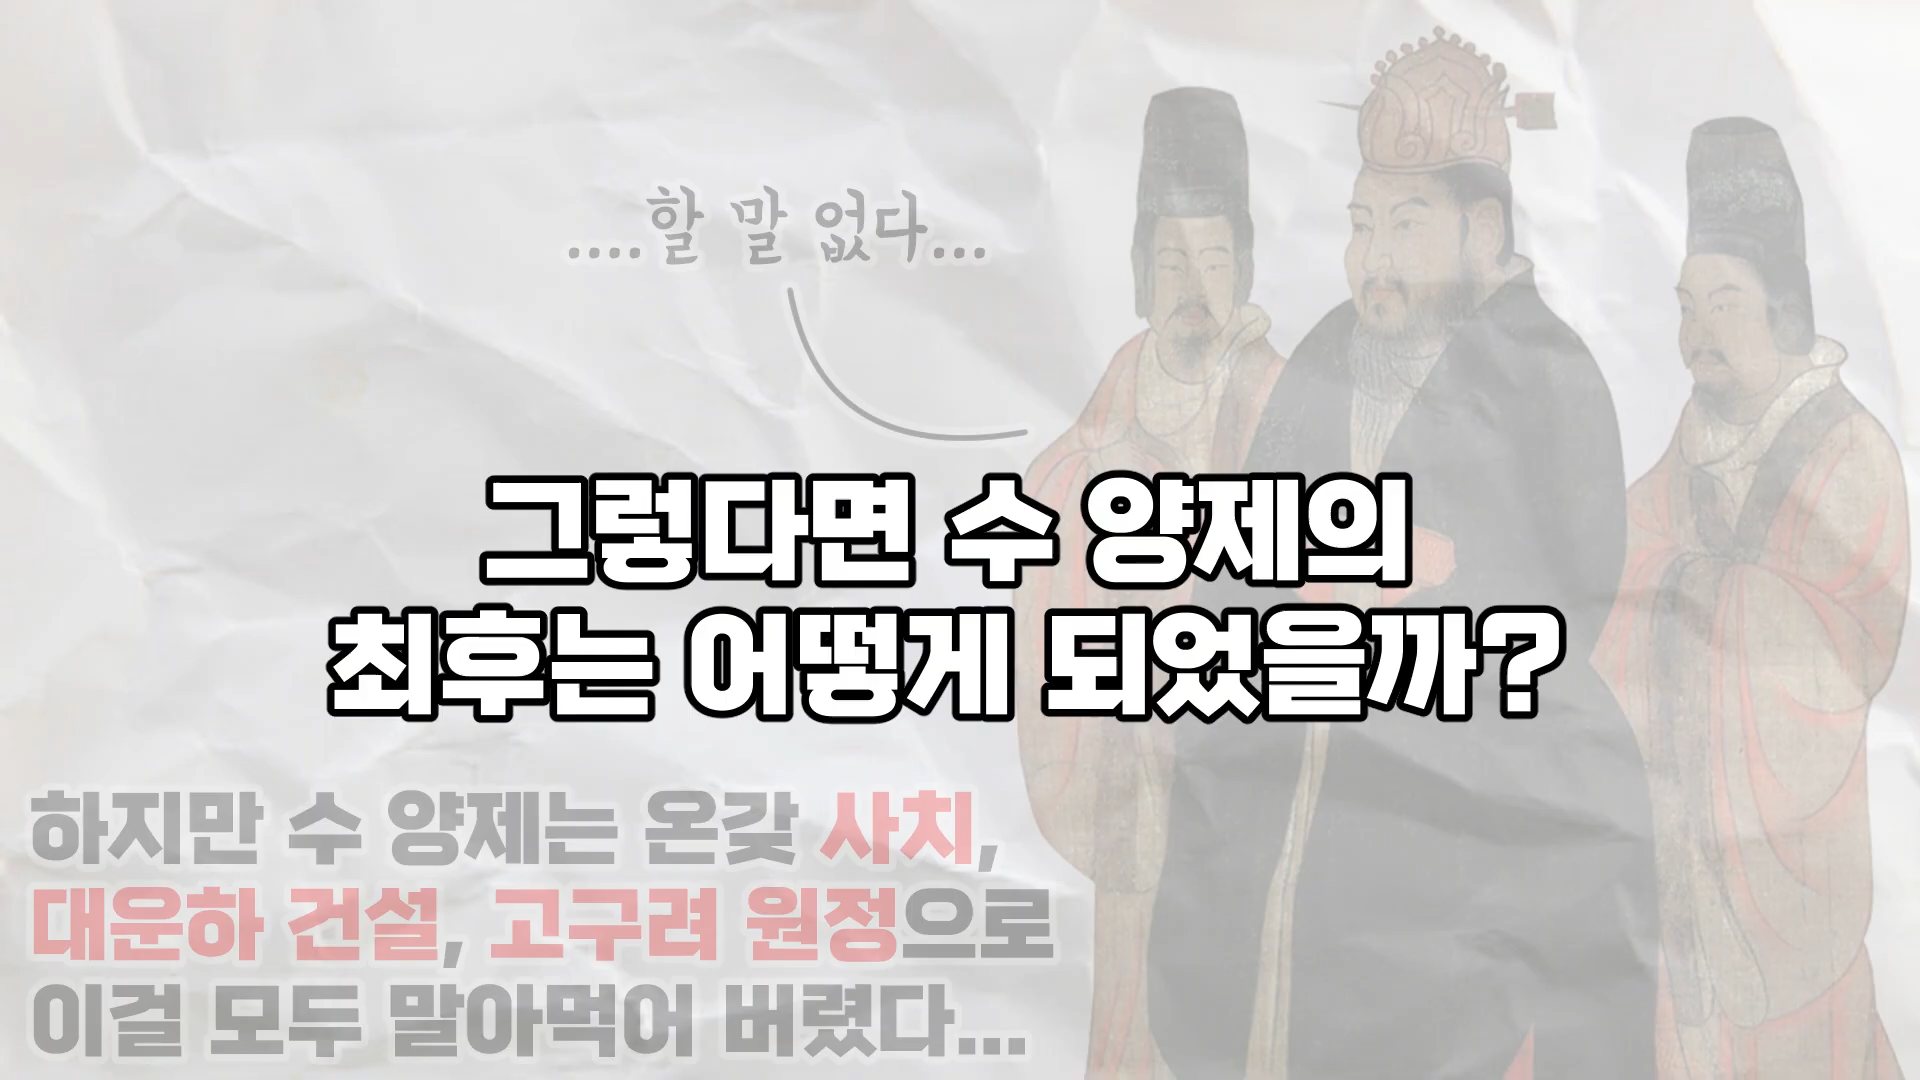 ....할 말 없다...
그렇다면 수 양제의
최후는 어떻게 되었을까?
하지만 수 양제는 온갖 사치,
대운하 건설, 고구려 원정으로
이걸 모두 말아먹어 버렸다...